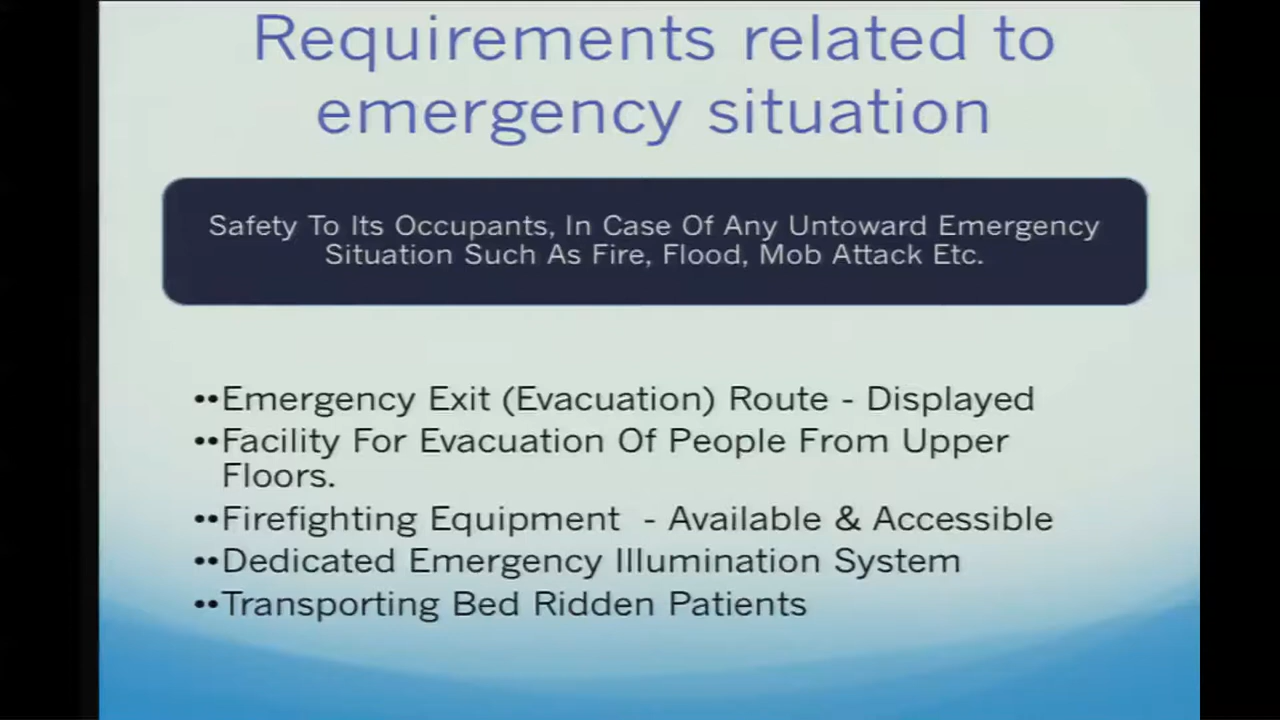 Requirements related to
emergency situation
Safety To Its Occupants, In Case Of Any Untoward Emergency
Situation Such As Fire, Flood, Mob Attack Etc.
••Emergency Exit (Evacuation) Route - Displayed
••Facility For Evacuation Of People From Upper
Floors.
••Firefighting Equipment  - Available & Accessible
••Dedicated Emergency Illumination System
••Transporting Bed Ridden Patients